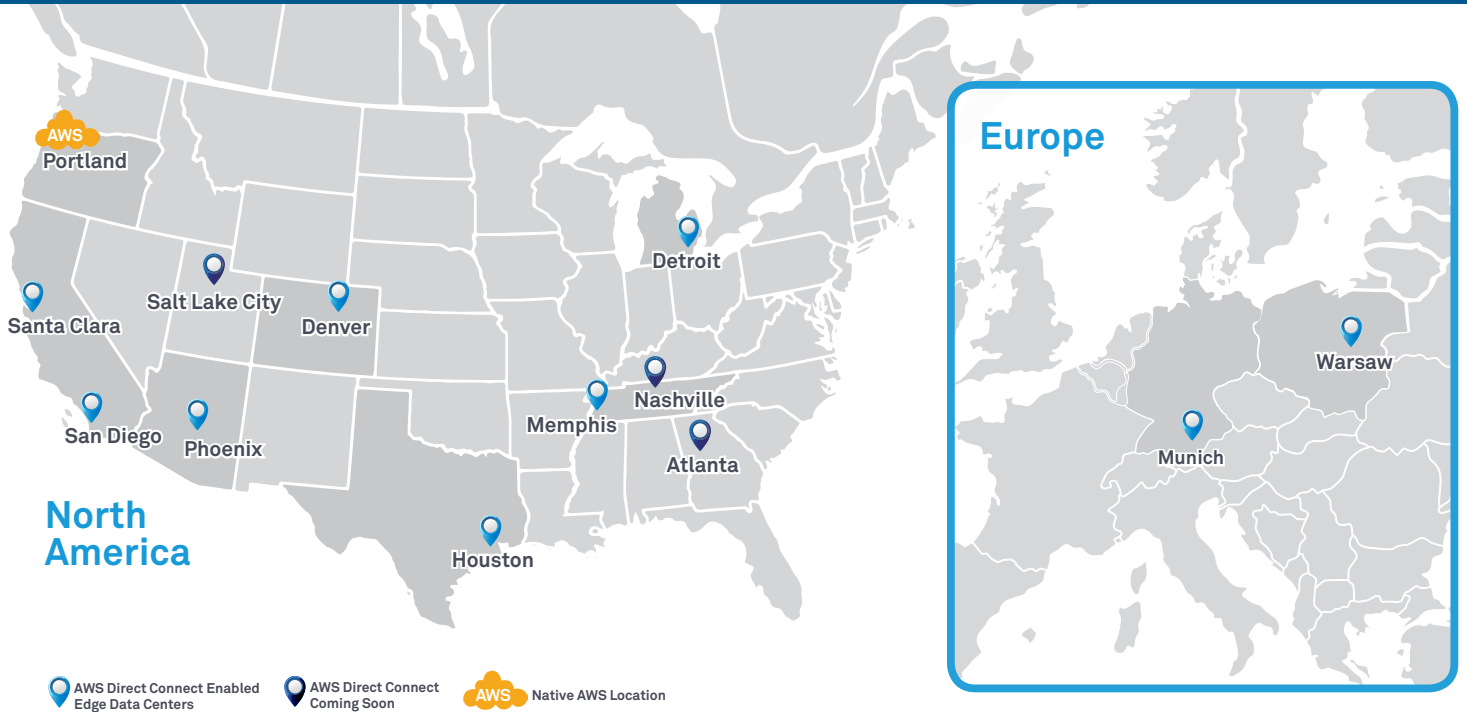 AWS
Portland
Detroit
Salt Lake City
Denver
Santa Clara
Memphis
Nashville
San Diego
Phoenix
Atlanta
North
America
Houston
Europe
Warsaw
Munich
AWS Direct Connect Enabled
Edge Data Centers
AWS Direct Connect
Coming Soon
AWS
Native AWS Location